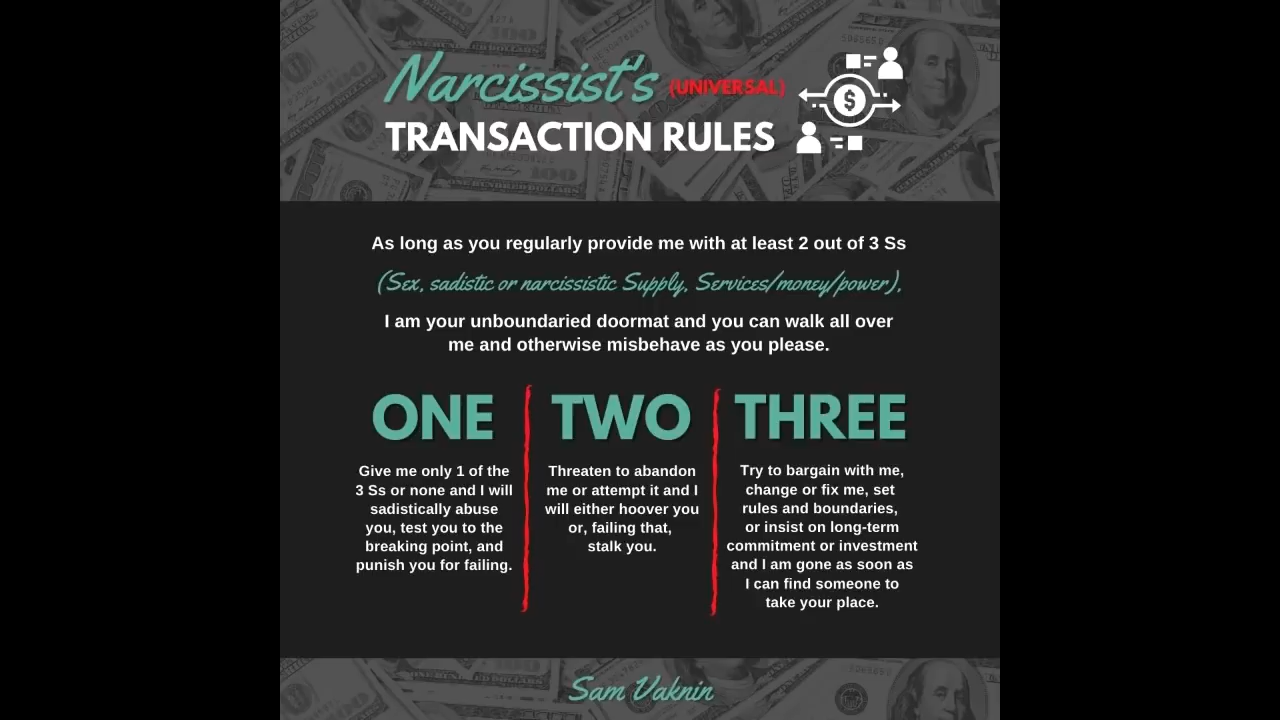 Narcissist's (UNIVERSAL)
TRANSACTION RULES
As long as you regularly provide me with at least 2 out of 3 Ss
(Sex, sadistic or narcissistic Supply, Services/money/power),
I am your unboundaried doormat and you can walk all over
me and otherwise misbehave as you please.
ONE
Give me only 1 of the
3 Ss or none and I will
sadistically abuse
you, test you to the
breaking point, and
punish you for failing.
TWO
Threaten to abandon
me or attempt it and I
will either hoover you
or, failing that,
stalk you.
THREE
Try to bargain with me,
change or fix me, set
rules and boundaries,
or insist on long-term
commitment or investment
and I am gone as soon as
I can find someone to
take your place.
Sam Vaknin